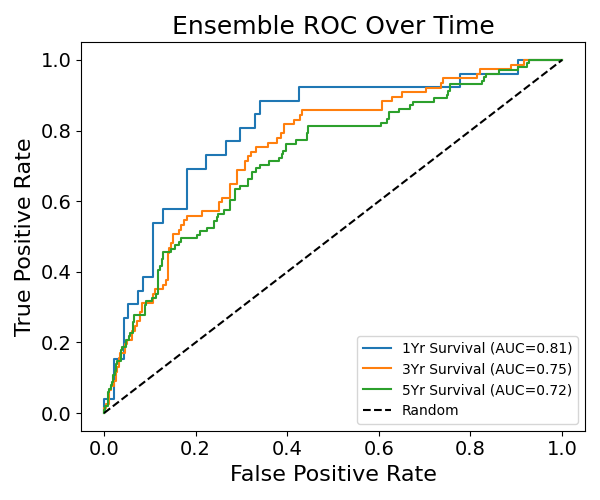 Ensemble ROC Over Time
True Positive Rate
1.0
0.8
0.6
0.4
0.2
0.0
0.0 0.2 0.4 0.6 0.8 1.0
False Positive Rate
1Yr Survival (AUC=0.81)
3Yr Survival (AUC=0.75)
5Yr Survival (AUC=0.72)
Random